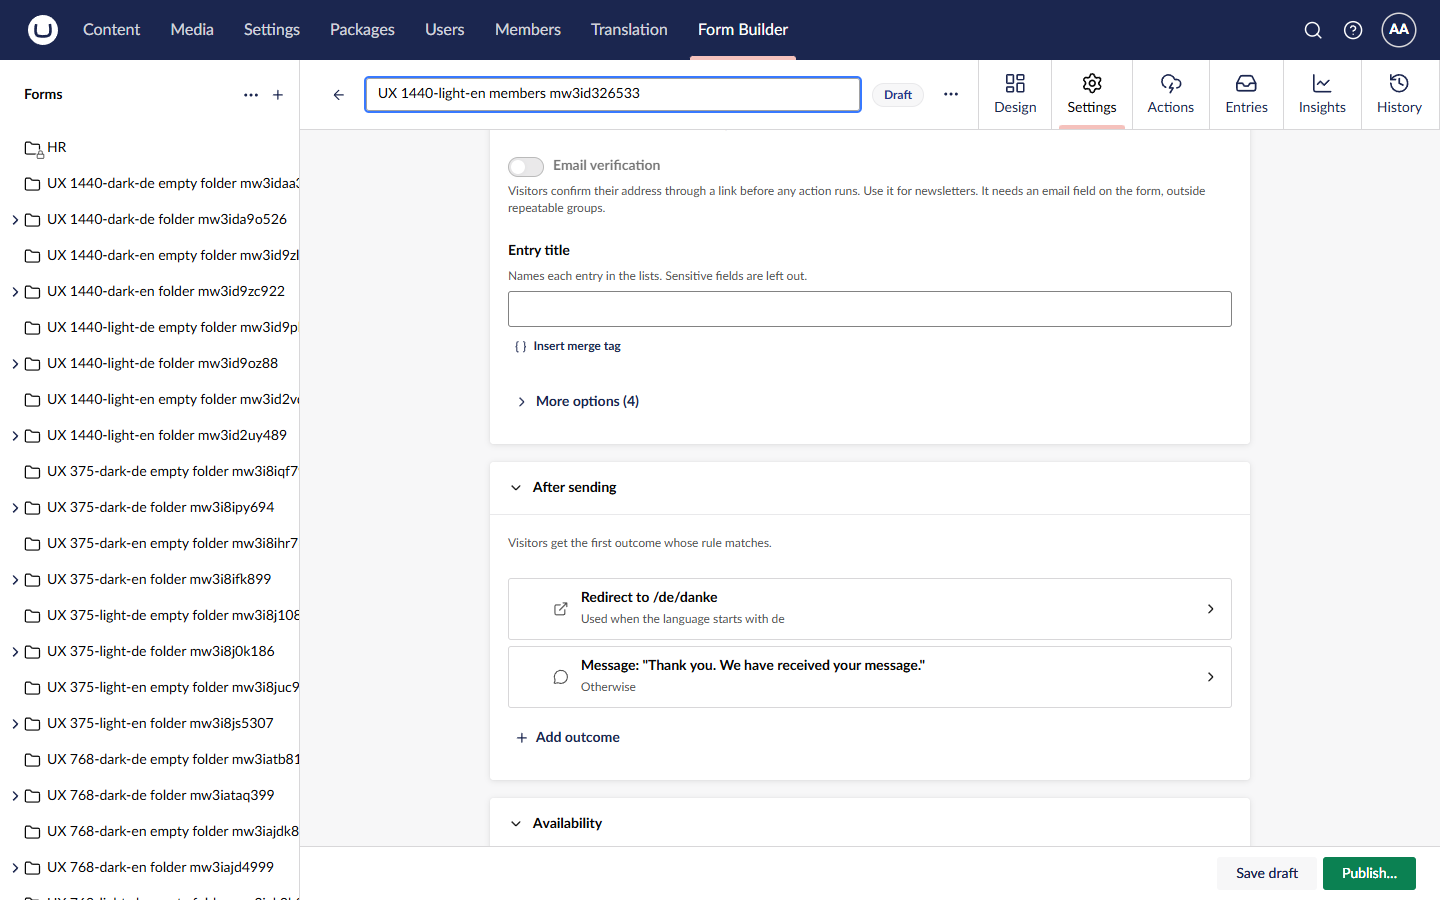 Content
Media
Settings
Packages
Users
Members
Translation
Form Builder
AA
Forms
UX 1440-light-en members mw3id326533
Draft
Design
Settings
Actions
Entries
Insights
History
HR
UX 1440-dark-de empty folder mw3idaa3
UX 1440-dark-de folder mw3ida9o526
UX 1440-dark-en empty folder mw3id9zl
UX 1440-dark-en folder mw3id9zc922
UX 1440-light-de empty folder mw3id9p
UX 1440-light-de folder mw3id9oz88
UX 1440-light-en empty folder mw3id2v
UX 1440-light-en folder mw3id2uy489
UX 375-dark-de empty folder mw3i8iqf7
UX 375-dark-de folder mw3i8ipy694
UX 375-dark-en empty folder mw3i8ihr7
UX 375-dark-en folder mw3i8ifk899
UX 375-light-de empty folder mw3i8j108
UX 375-light-de folder mw3i8j0k186
UX 375-light-en empty folder mw3i8juc9
UX 375-light-en folder mw3i8js5307
UX 768-dark-de empty folder mw3iatb81
UX 768-dark-de folder mw3iataq399
UX 768-dark-en empty folder mw3iajdk8
UX 768-dark-en folder mw3iajd4999
Email verification
Visitors confirm their address through a link before any action runs. Use it for newsletters. It needs an email field on the form, outside
repeatable groups.
Entry title
Names each entry in the lists. Sensitive fields are left out.
{ } Insert merge tag
More options (4)
After sending
Visitors get the first outcome whose rule matches.
Redirect to /de/danke
Used when the language starts with de
Message: "Thank you. We have received your message."
Otherwise
+ Add outcome
Availability
Save draft
Publish...